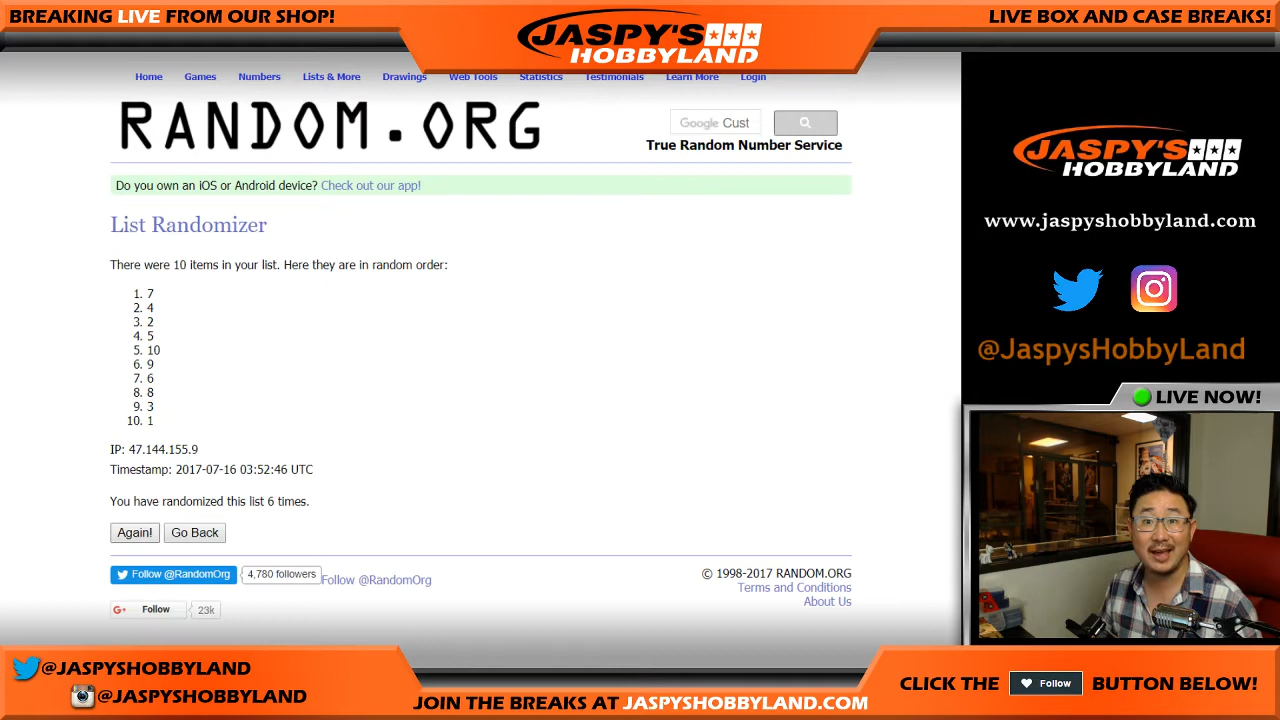 BREAKING LIVE FROM OUR SHOP!
JASPY'S
HOBBYLAND
LIVE BOX AND CASE BREAKS!
Home Games Numbers Lists & More Drawings Web Tools Statistics Testimonials Learn More Login
RANDOM.ORG
Google Cust
True Random Number Service
Do you own an iOS or Android device? Check out our app!
List Randomizer
There were 10 items in your list. Here they are in random order:
1. 7
2. 4
3. 2
4. 5
5. 10
6. 9
7. 6
8. 8
9. 3
10. 1
IP: 47.144.155.9
Timestamp: 2017-07-16 03:52:46 UTC
You have randomized this list 6 times.
Again! Go Back
Follow @RandomOrg 4,780 followers Follow @RandomOrg
G+ Follow 23k
© 1998-2017 RANDOM.ORG
Terms and Conditions
About Us
JASPY'S
HOBBYLAND
www.jaspyshobbyland.com
@JaspysHobbyLand
LIVE NOW!
@JASPYSHOBBYLAND
@JASPYSHOBBYLAND
JOIN THE BREAKS AT JASPYSHOBBYLAND.COM
CLICK THE Follow BUTTON BELOW!